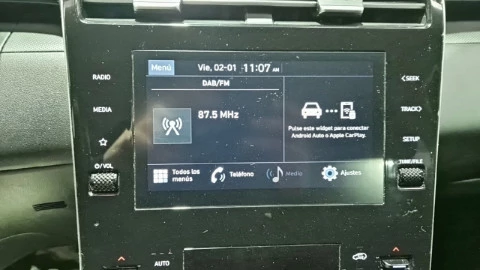 Menú Vie, 02-01 11:07 AM
DAB/FM
87.5 MHz
Pulse este widget para conector
Android Auto o Apple CarPlay.
Todos los
menús
Teléfono
Media
Ajustes
RADIO
MEDIA
⏻/VOL
<SEEK
TRACK>
SETUP
TUNE/FILE
AUTO